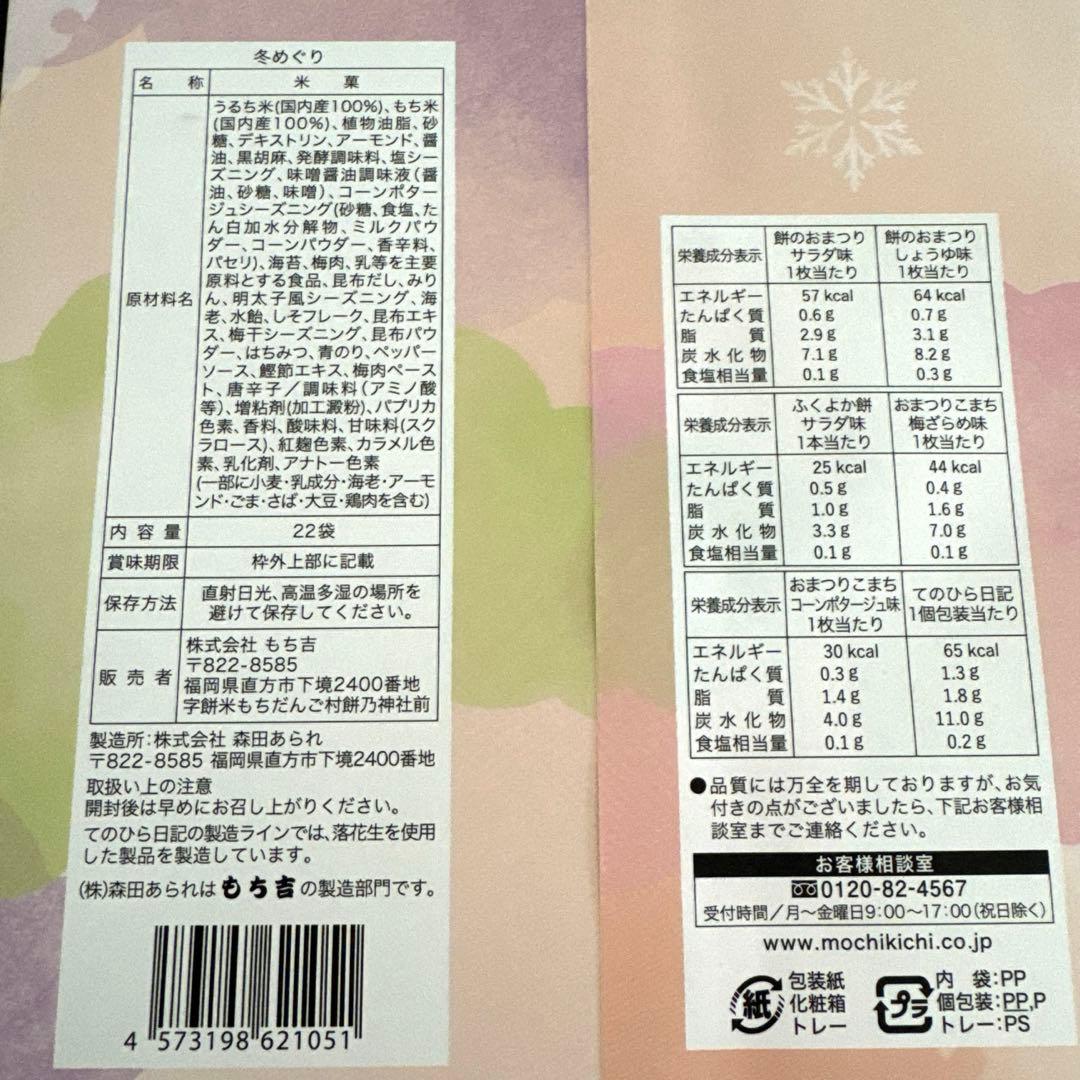 冬めぐり
名称 米菓
原材料名
うるち米(国内産100%)、もち米
(国内産100%)、植物油脂、砂
糖、デキストリン、アーモンド、醤
油、黒胡麻、発酵調味料、塩シー
ズニング、味噌醤油調味液(醤
油、砂糖、味噌)、コーンポター
ジュシーズニング(砂糖、食塩、たん
白加水分解物、ミルクパウ
ダー、コーンパウダー、香辛料、
パセリ)、海苔、梅肉、乳等を主要
原料とする食品、昆布だし、みり
ん、明太子風シーズニング、海
老、水飴、しそフレーク、昆布エキ
ス、梅干シーズニング、昆布パウ
ダー、はちみつ、青のり、ペッパー
ソース、鰹節エキス、梅肉ペース
ト、唐辛子/調味料(アミノ酸
等)、増粘剤(加工澱粉)、パプリカ
色素、香料、酸味料、甘味料(スク
ラロース)、紅麹色素、カラメル色
素、乳化剤、アナトー色素
(一部に小麦・乳成分・海老・アーモ
ンド・ごま・さば・大豆・鶏肉を含む)
内容量 22袋
賞味期限 枠外上部に記載
保存方法 直射日光、高温多湿の場所を
避けて保存してください。
販売者
株式会社 もち吉
〒822-8585
福岡県直方市下境2400番地
字餅米もちだんご村餅乃神社前
製造所:株式会社 森田あられ
〒822-8585 福岡県直方市下境2400番地
取扱い上の注意
開封後は早めにお召し上がりください。
てのひら日記の製造ラインでは、落花生を使用
した製品を製造しています。
(株)森田あられは もち吉 の製造部門です。
4 573198 621051
栄養成分表示 餅のおまつり サラダ味 1枚当たり 餅のおまつり しょうゆ味 1枚当たり
エネルギー 57 kcal 64 kcal
たんぱく質 0.6 g 0.7 g
脂質 2.9 g 3.1 g
炭水化物 7.1 g 8.2 g
食塩相当量 0.1 g 0.3 g
栄養成分表示 ふくよか餅 サラダ味 1本当たり おまつりこまち 梅ざらめ味 1枚当たり
エネルギー 25 kcal 44 kcal
たんぱく質 0.5 g 0.4 g
脂質 1.0 g 1.6 g
炭水化物 3.3 g 7.0 g
食塩相当量 0.1 g 0.1 g
栄養成分表示 おまつりこまち コーンポタージュ味 1枚当たり てのひら日記 1個包装当たり
エネルギー 30 kcal 65 kcal
たんぱく質 0.3 g 1.3 g
脂質 1.4 g 1.8 g
炭水化物 4.0 g 11.0 g
食塩相当量 0.1 g 0.2 g
●品質には万全を期しておりますが、お気
付きの点がございましたら、下記お客様相
談室までご連絡ください。
お客様相談室
0120-82-4567
受付時間/月〜金曜日9:00〜17:00(祝日除く)
www.mochikichi.co.jp
紙 包装紙
化粧箱
トレー
プラ 内袋:PP
個包装:PP,P
トレー:PS